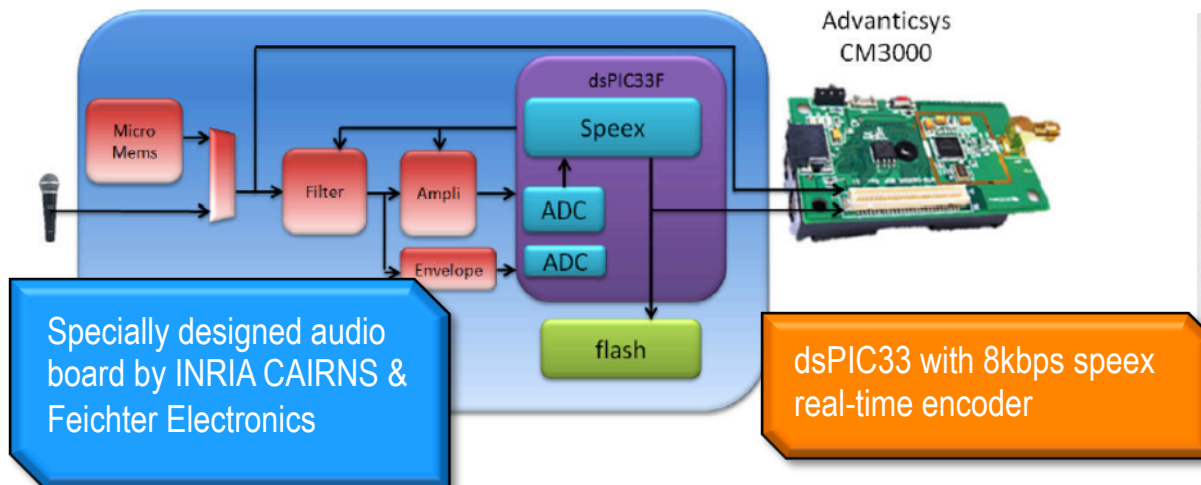 Advanticsys
CM3000
dsPIC33F
Micro
Mems
Speex
Filter
Ampli
ADC
Envelope
ADC
flash
Specially designed audio
board by INRIA CAIRNS &
Feichter Electronics
dsPIC33 with 8kbps speex
real-time encoder